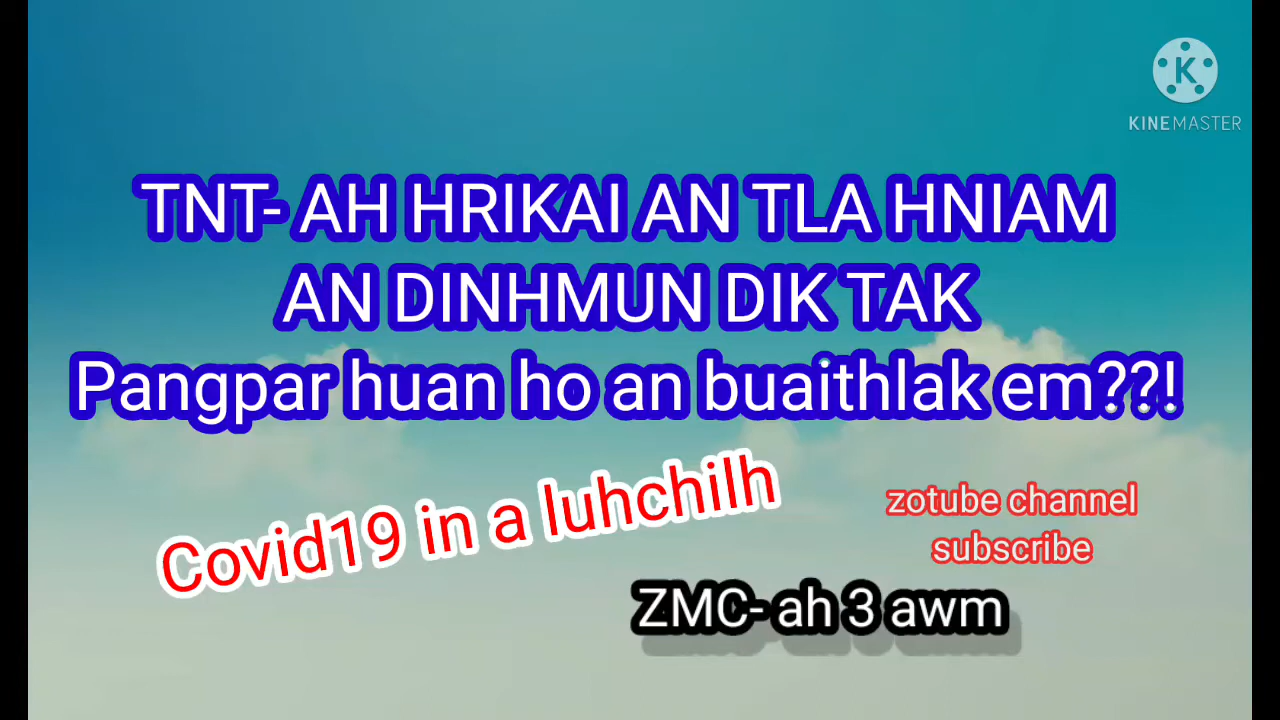 KINEMASTER
TNT- AH HRIKAI AN TLA HNIAM
AN DINHMUN DIK TAK
Pangpar huan ho an buaithlak em??!
Covid19 in a luhchilh
zotube channel
subscribe
ZMC- ah 3 awm